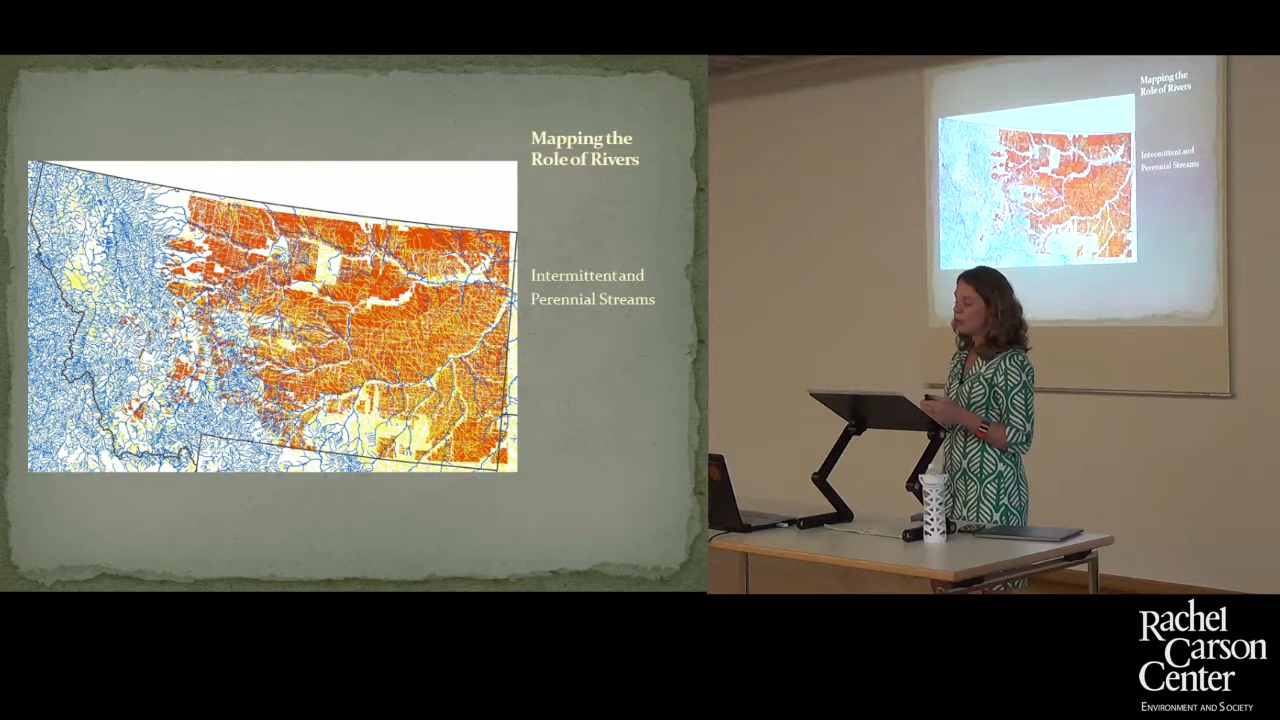 Mapping the
Role of Rivers
Intermittent and
Perennial Streams
Mapping the
Role of Rivers
Intermittent and
Perennial Streams
Rachel
Carson
Center
Environment and Society